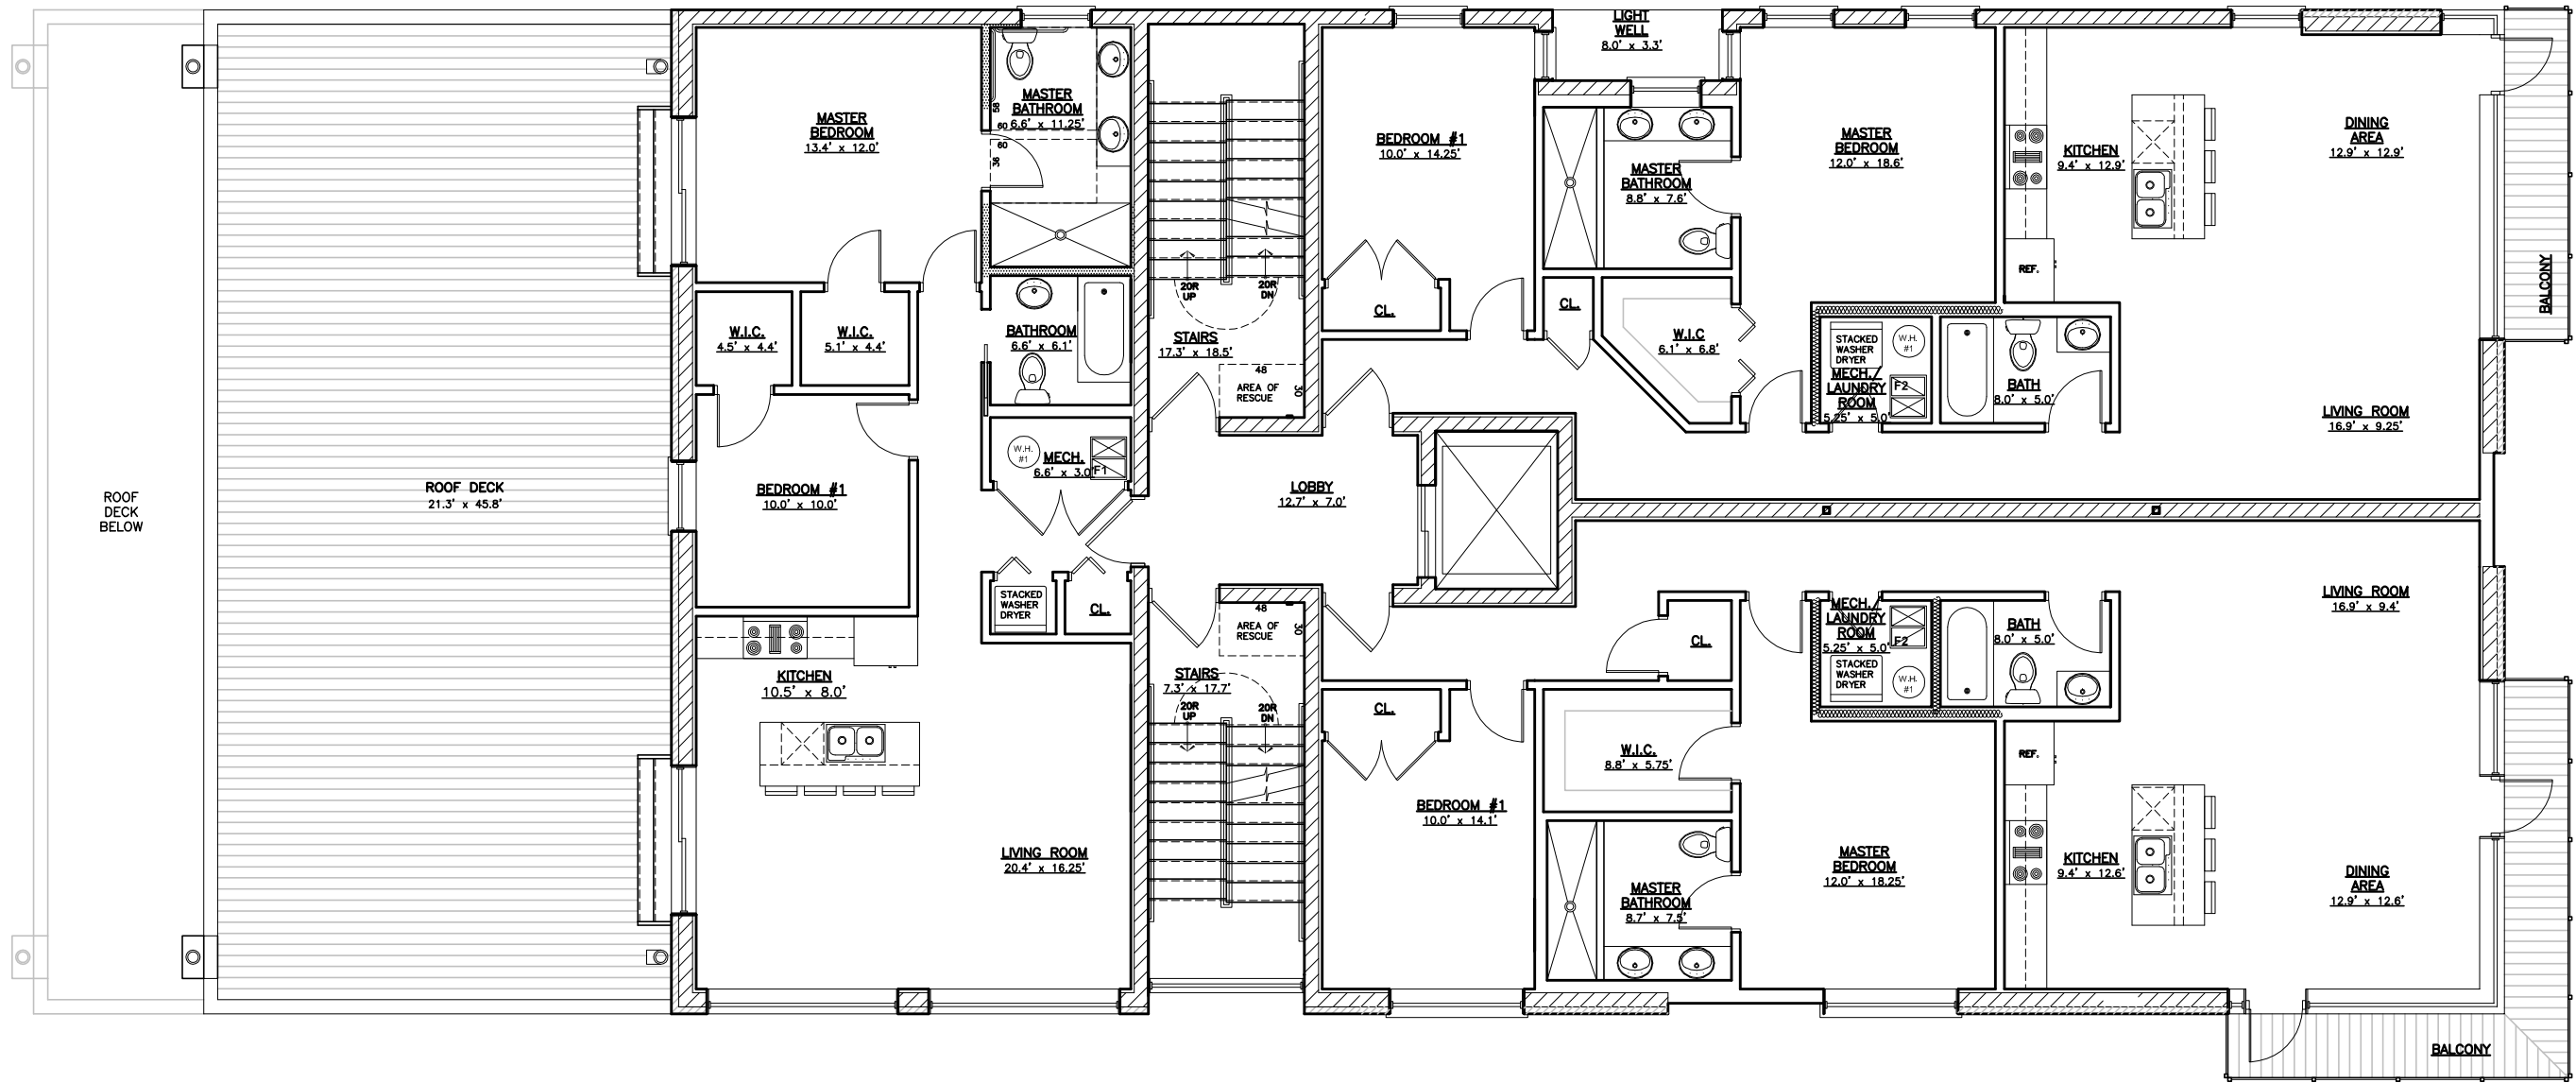 ROOF
DECK
BELOW
ROOF DECK
21.3' x 45.8'
MASTER
BEDROOM
13.4' x 12.0'
MASTER
BATHROOM
6.6' x 11.25'
58
60
60
36
W.I.C.
4.5' x 4.4'
W.I.C.
5.1' x 4.4'
BATHROOM
6.6' x 6.1'
BEDROOM #1
10.0' x 10.0'
W.H.
#1
MECH.
6.6' x 3.0'
F1
STACKED
WASHER
DRYER
CL.
KITCHEN
10.5' x 8.0'
LIVING ROOM
20.4' x 16.25'
20R
UP
20R
DN
STAIRS
17.3' x 18.5'
48
AREA OF
RESCUE
30
LOBBY
12.7' x 7.0'
48
AREA OF
RESCUE
30
STAIRS
7.3' x 17.7'
20R
UP
20R
DN
BEDROOM #1
10.0' x 14.25'
CL.
LIGHT
WELL
8.0' x 3.3'
MASTER
BATHROOM
8.8' x 7.6'
CL.
W.I.C
6.1' x 6.8'
MASTER
BEDROOM
12.0' x 18.6'
STACKED
WASHER
DRYER
W.H.
#1
MECH./
LAUNDRY
ROOM
5.25' x 5.0'
F2
BATH
8.0' x 5.0'
KITCHEN
9.4' x 12.9'
REF.
DINING
AREA
12.9' x 12.9'
BALCONY
LIVING ROOM
16.9' x 9.25'
LIVING ROOM
16.9' x 9.4'
MECH./
LAUNDRY
ROOM
5.25' x 5.0'
F2
STACKED
WASHER
DRYER
W.H.
#1
BATH
8.0' x 5.0'
CL.
CL.
W.I.C.
8.8' x 5.75'
BEDROOM #1
10.0' x 14.1'
MASTER
BATHROOM
8.7' x 7.5'
MASTER
BEDROOM
12.0' x 18.25'
REF.
KITCHEN
9.4' x 12.6'
DINING
AREA
12.9' x 12.6'
BALCONY